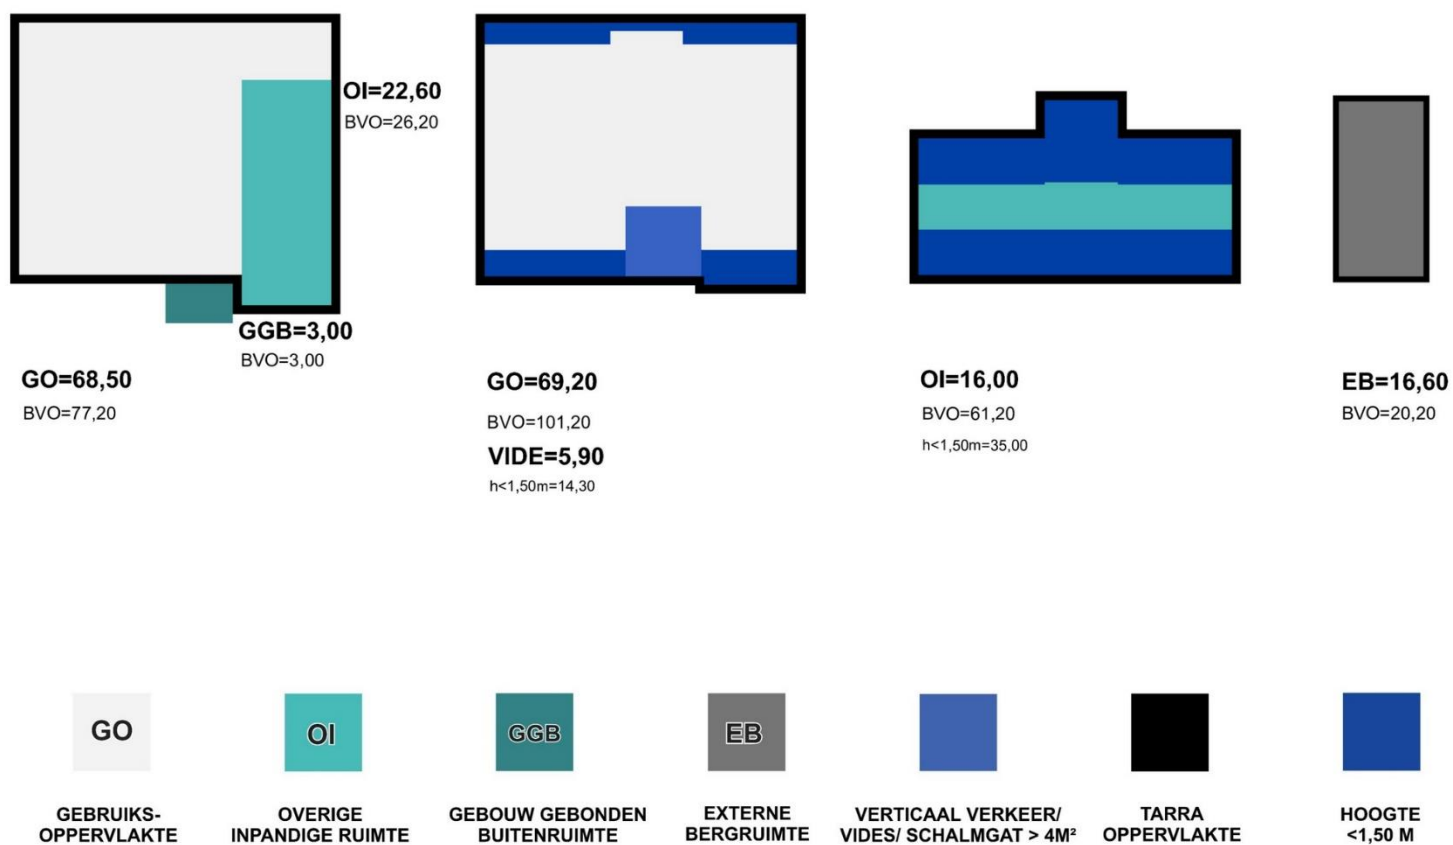 OI=22,60
BVO=26,20
GGB=3,00
BVO=3,00
GO=68,50
BVO=77,20
GO=69,20
BVO=101,20
VIDE=5,90
h<1,50m=14,30
OI=16,00
BVO=61,20
h<1,50m=35,00
EB=16,60
BVO=20,20
GO
GEBRUIKS-
OPPERVLAKTE
OI
OVERIGE
INPANDIGE RUIMTE
GGB
GEBOUW GEBONDEN
BUITENRUIMTE
EB
EXTERNE
BERGRUIMTE
VERTICAAL VERKEER/
VIDES/ SCHALMGAT > 4M²
TARRA
OPPERVLAKTE
HOOGTE
<1,50 M